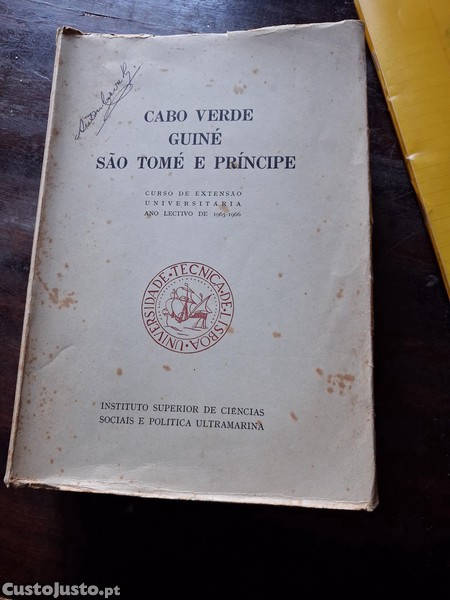 CABO VERDE
GUINÉ
SÃO TOMÉ E PRÍNCIPE
CURSO DE EXTENSÃO
UNIVERSITÁRIA
ANO LECTIVO DE 1965-1966
UNIVERSIDADE·TECNICA·DE·LISBOA·
INSTITUTO SUPERIOR DE CIÊNCIAS
SOCIAIS E POLÍTICA ULTRAMARINA
CustoJusto.pt